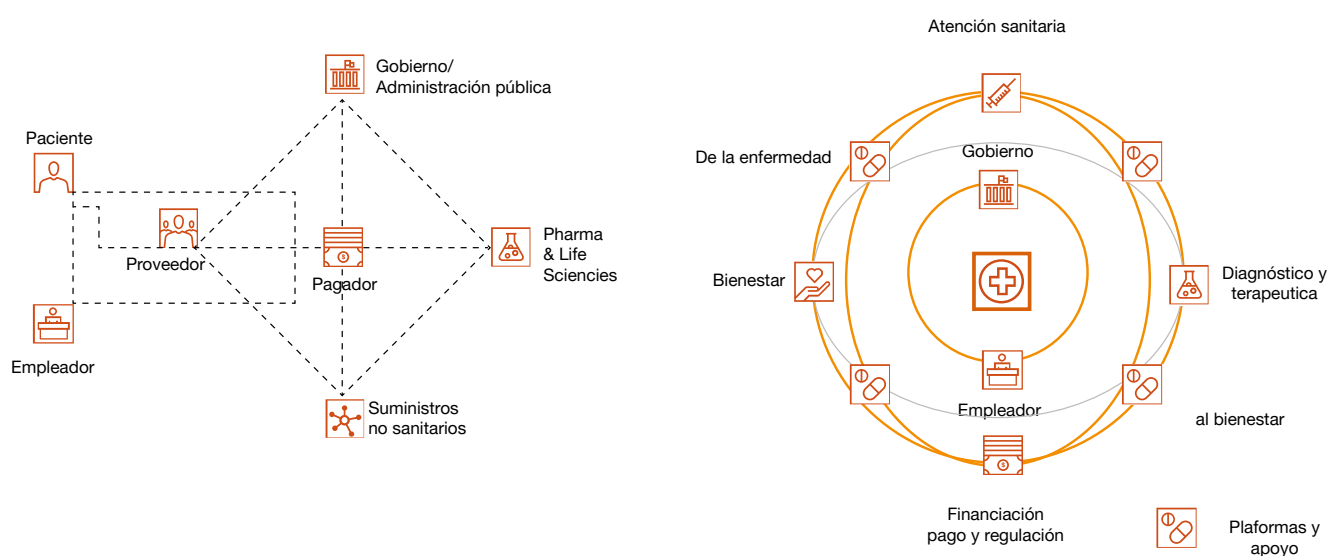 Gobierno/
Administración pública
Paciente
Proveedor
Pagador
Pharma
& Life
Sciencies
Empleador
Suministros
no sanitarios
Atención sanitaria
De la enfermedad
Gobierno
Bienestar
Diagnóstico y
terapeutica
Empleador
al bienestar
Financiación
pago y regulación
Plaformas y
apoyo